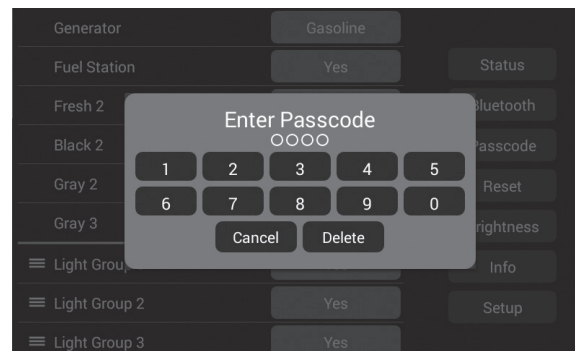 Generator Gasoline
Fuel Station Yes Status
Fresh 2 Bluetooth
Enter Passcode
Black 2 Passcode
1 2 3 4 5
Gray 2 Reset
6 7 8 9 0
Gray 3 Brightness
Cancel Delete
Light Group Info
Light Group 2 Yes Setup
Light Group 3 Yes